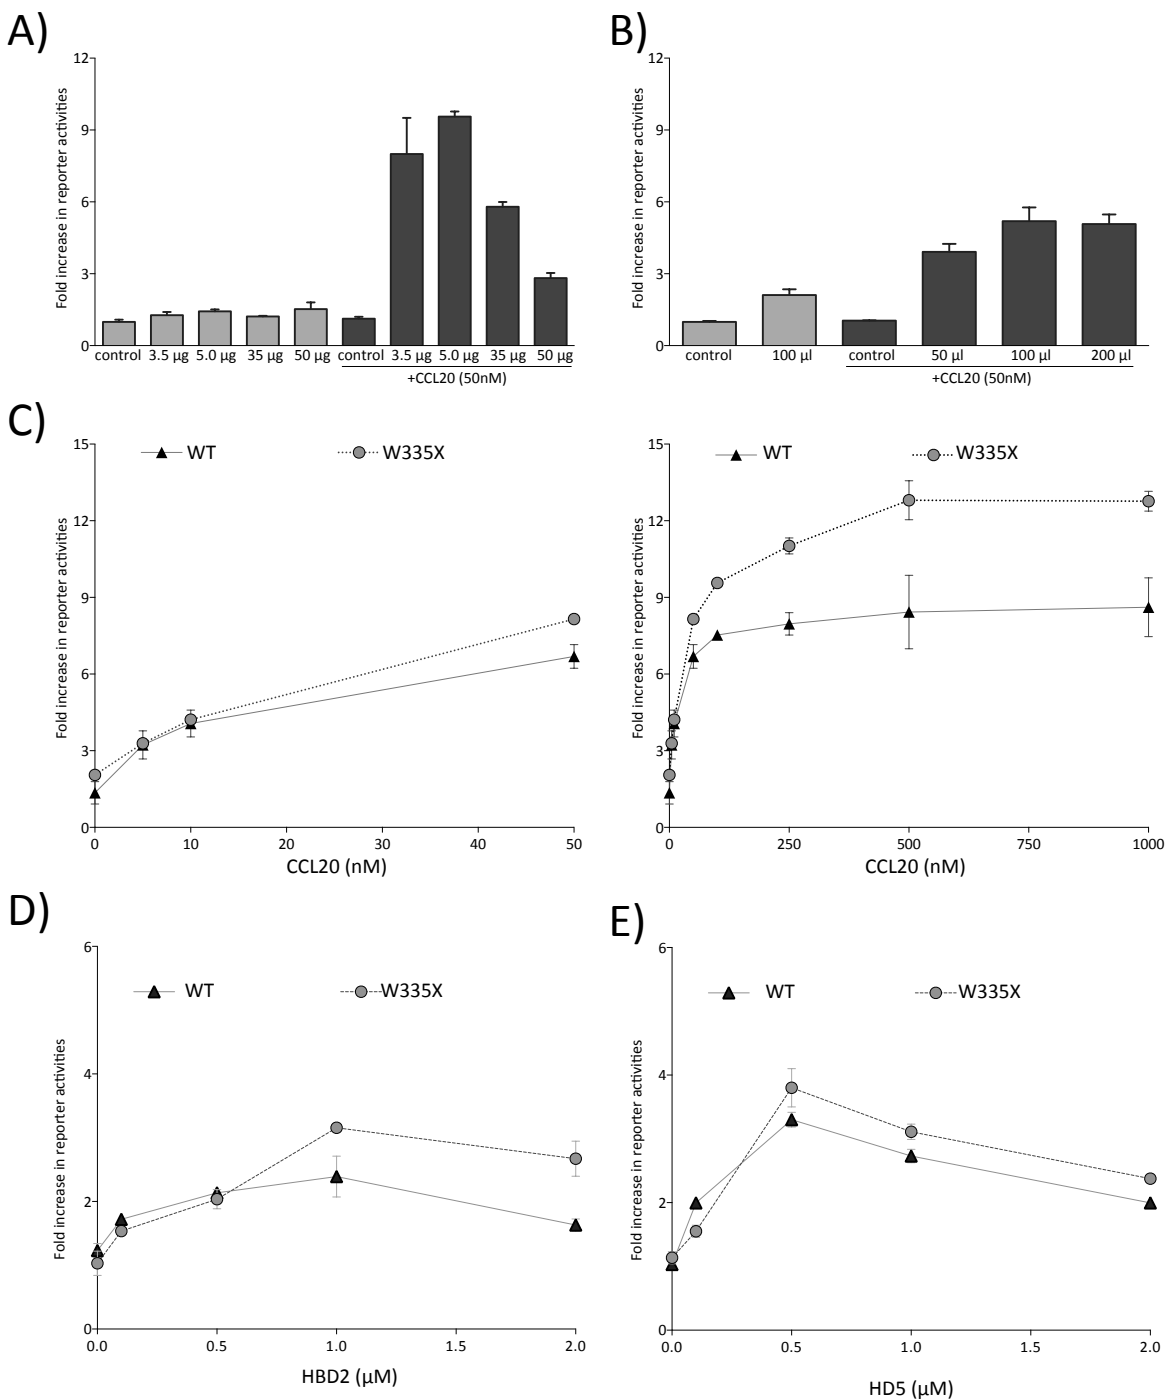 A)
Fold increase in reporter activities
12
9
6
3
0
control 3.5 µg 5.0 µg 35 µg 50 µg control 3.5 µg 5.0 µg 35 µg 50 µg
+CCL20 (50nM)
B)
Fold increase in reporter activities
12
9
6
3
0
control 100 µl control 50 µl 100 µl 200 µl
+CCL20 (50nM)
C)
WT W335X
Fold increase in reporter activities
15
12
9
6
3
0
0 10 20 30 40 50
CCL20 (nM)
WT W335X
Fold increase in reporter activities
15
12
9
6
3
0
0 250 500 750 1000
CCL20 (nM)
D)
WT W335X
Fold increase in reporter activities
6
4
2
0
0.0 0.5 1.0 1.5 2.0
HBD2 (µM)
E)
WT W335X
Fold increase in reporter activities
6
4
2
0
0.0 0.5 1.0 1.5 2.0
HD5 (µM)